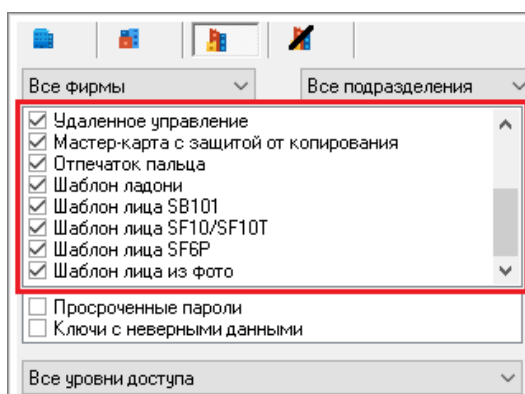 Все фирмы
Все подразделения
Удаленное управление
Мастер-карта с защитой от копирования
Отпечаток пальца
Шаблон ладони
Шаблон лица SB101
Шаблон лица SF10/SF10T
Шаблон лица SF6P
Шаблон лица из фото
Просроченные пароли
Ключи с неверными данными
Все уровни доступа